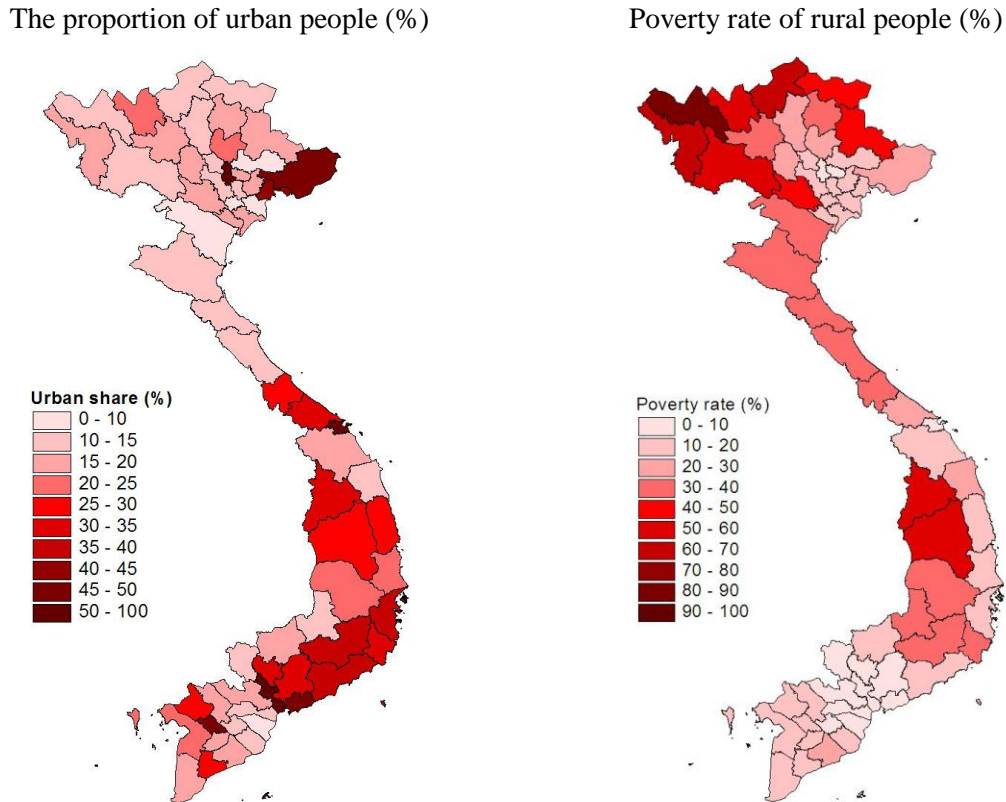 The proportion of urban people (%)
Poverty rate of rural people (%)
Urban share (%)
0 - 10
10 - 15
15 - 20
20 - 25
25 - 30
30 - 35
35 - 40
40 - 45
45 - 50
50 - 100
Poverty rate (%)
0 - 10
10 - 20
20 - 30
30 - 40
40 - 50
50 - 60
60 - 70
70 - 80
80 - 90
90 - 100